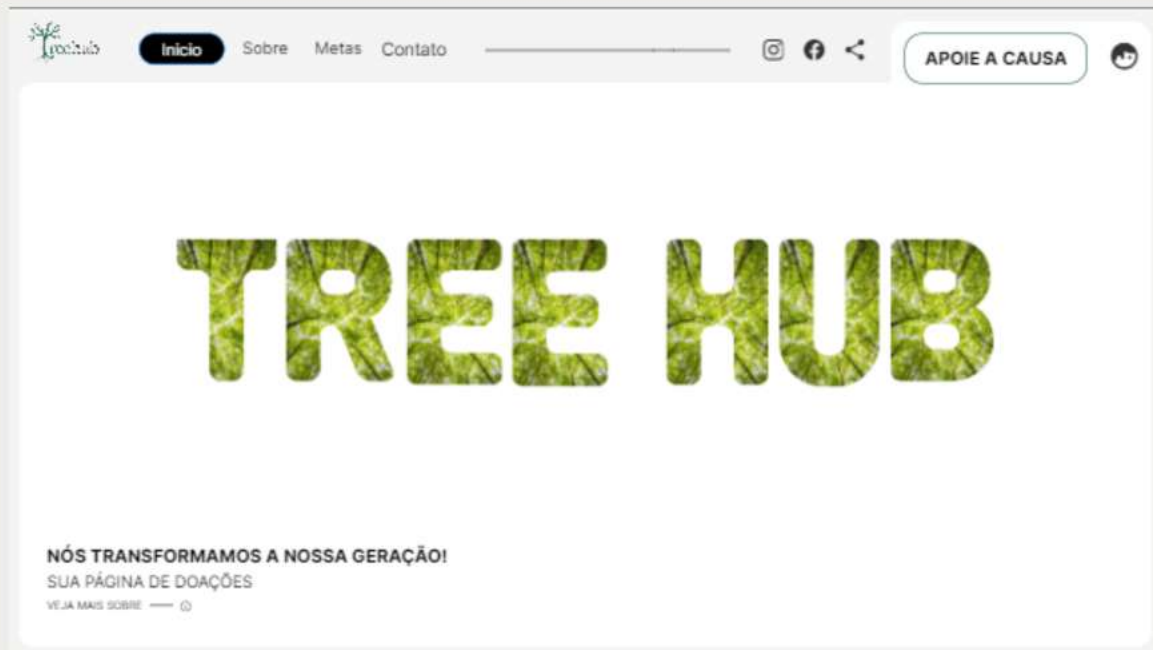 Treehub
Inicio Sobre Metas Contato
APOIE A CAUSA
TREE HUB
NÓS TRANSFORMAMOS A NOSSA GERAÇÃO!
SUA PÁGINA DE DOAÇÕES
VEJA MAIS SOBRE